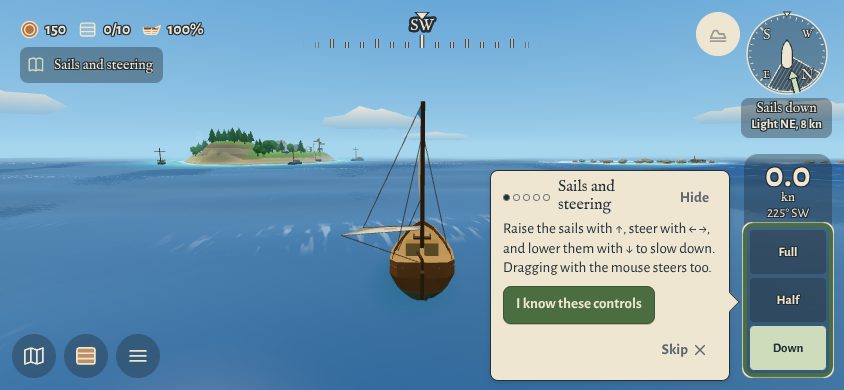 150
0/10
100%
Sails and steering
SW
S
W
E
N
Sails down
Light NE, 8 kn
0.0
kn
225° SW
Sails and
steering
Hide
Raise the sails with ↑, steer with ←→,
and lower them with ↓ to slow down.
Dragging with the mouse steers too.
I know these controls
Skip ×
Full
Half
Down